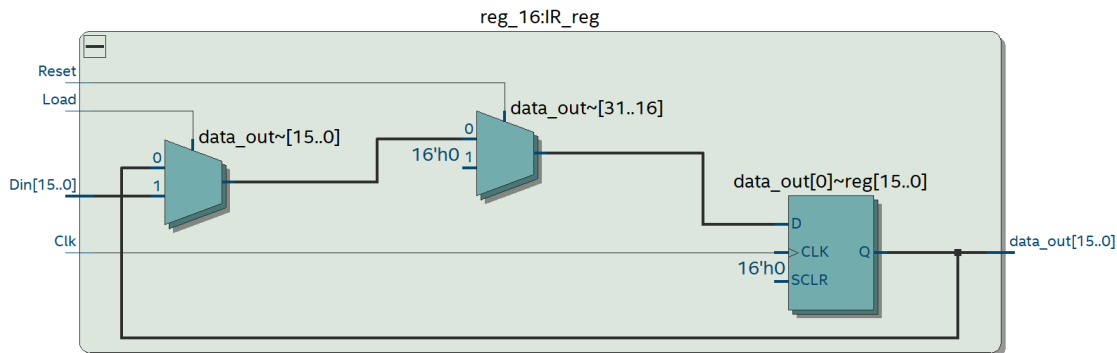 reg_16:IR_reg
Reset
Load
data_out~[15..0]
data_out~[31..16]
0
1
0
16'h0
1
Din[15..0]
data_out[0]~reg[15..0]
D
Clk
CLK
Q
data_out[15..0]
16'h0
SCLR